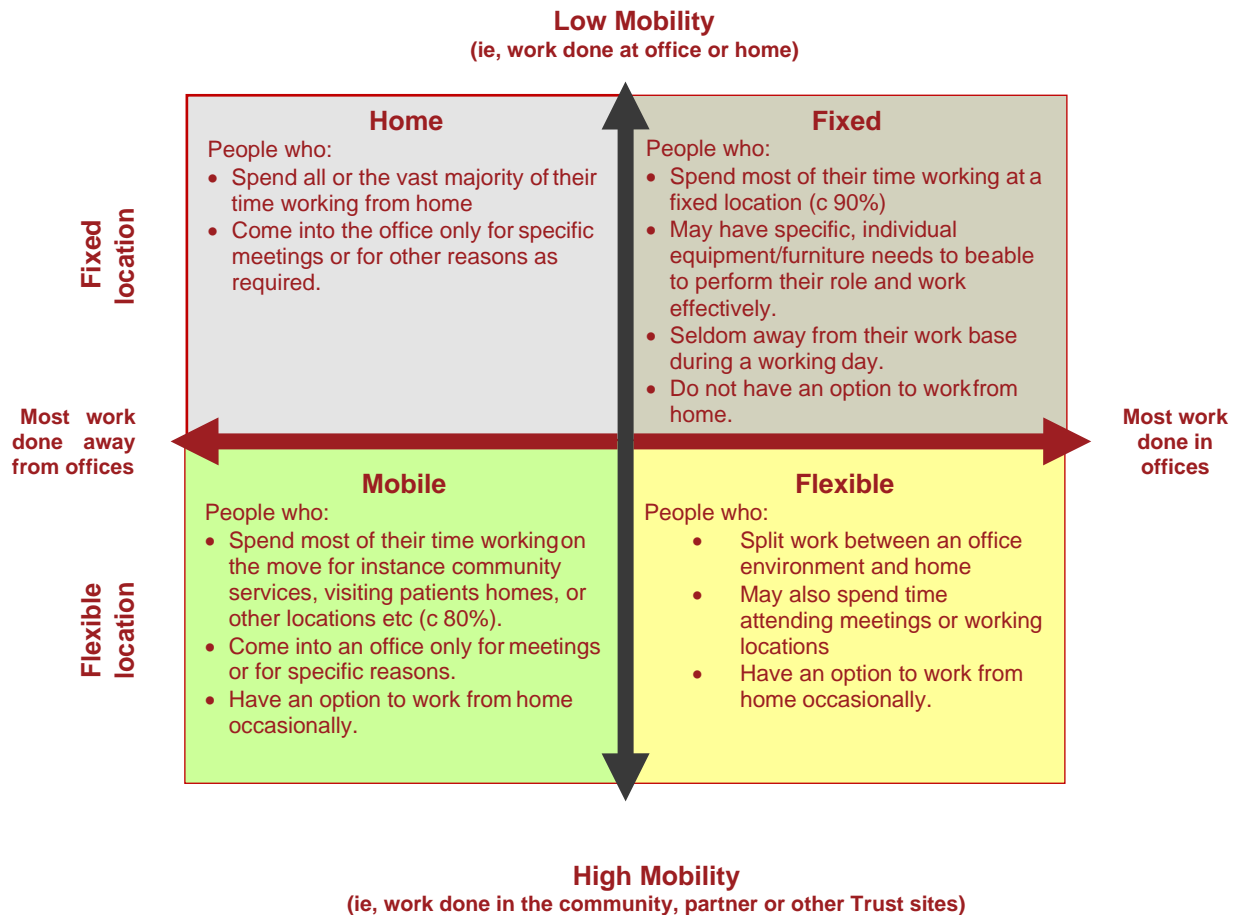 Low Mobility
(ie, work done at office or home)
Home
People who:
• Spend all or the vast majority of their
time working from home
• Come into the office only for specific
meetings or for other reasons as
required.
Fixed
People who:
• Spend most of their time working at a
fixed location (c 90%)
• May have specific, individual
equipment/furniture needs to beable
to perform their role and work
effectively.
• Seldom away from their work base
during a working day.
• Do not have an option to workfrom
home.
Fixed
location
Most work
done away
from offices
Most work
done in
offices
Mobile
People who:
• Spend most of their time workingon
the move for instance community
services, visiting patients homes, or
other locations etc (c 80%).
• Come into an office only for meetings
or for specific reasons.
• Have an option to work from home
occasionally.
Flexible
People who:
• Split work between an office
environment and home
• May also spend time
attending meetings or working
locations
• Have an option to work from
home occasionally.
Flexible
location
High Mobility
(ie, work done in the community, partner or other Trust sites)